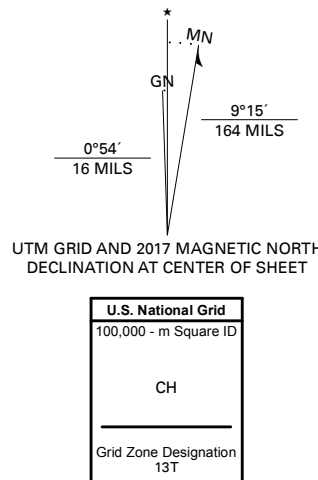 MN
GN
9°15´
164 MILS
0°54´
16 MILS
UTM GRID AND 2017 MAGNETIC NORTH
DECLINATION AT CENTER OF SHEET
U.S. National Grid
100,000 - m Square ID
CH
Grid Zone Designation
13T